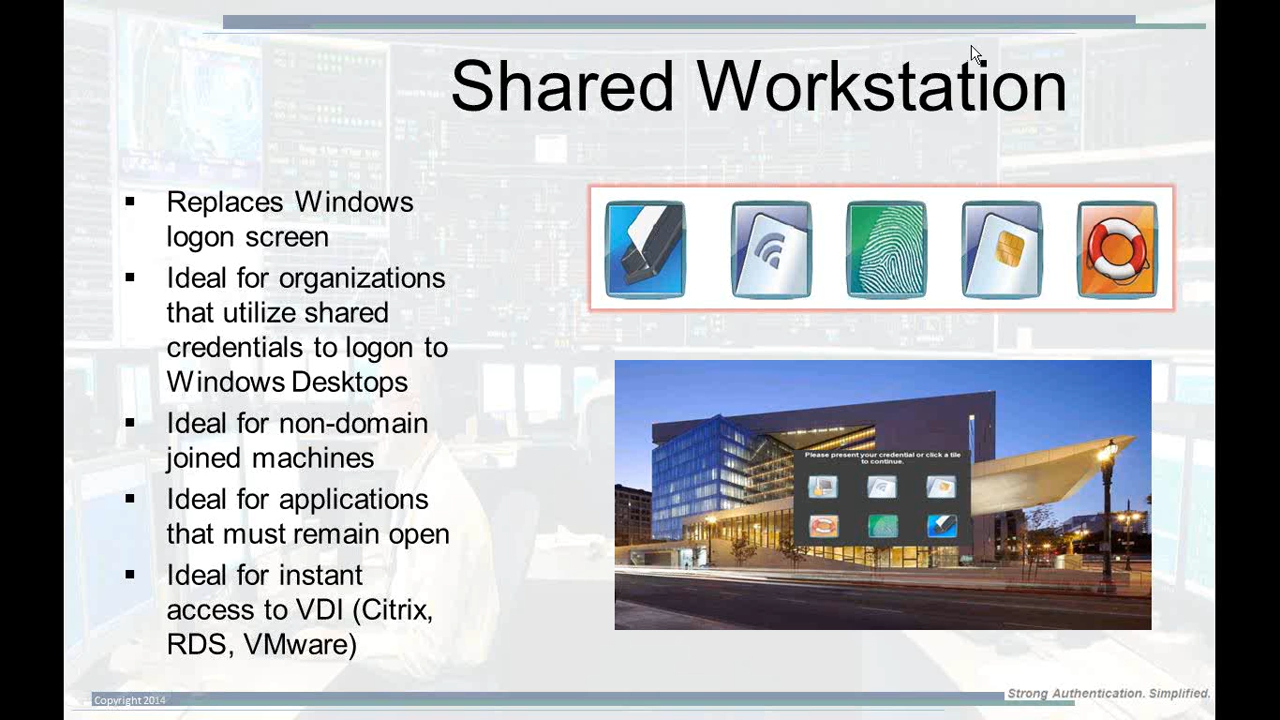 Shared Workstation
Replaces Windows
logon screen
Ideal for organizations
that utilize shared
credentials to logon to
Windows Desktops
Ideal for non-domain
joined machines
Ideal for applications
that must remain open
Ideal for instant
access to VDI (Citrix,
RDS, VMware)
Please present your credential or click a tile
to continue.
Copyright 2014
Strong Authentication. Simplified.